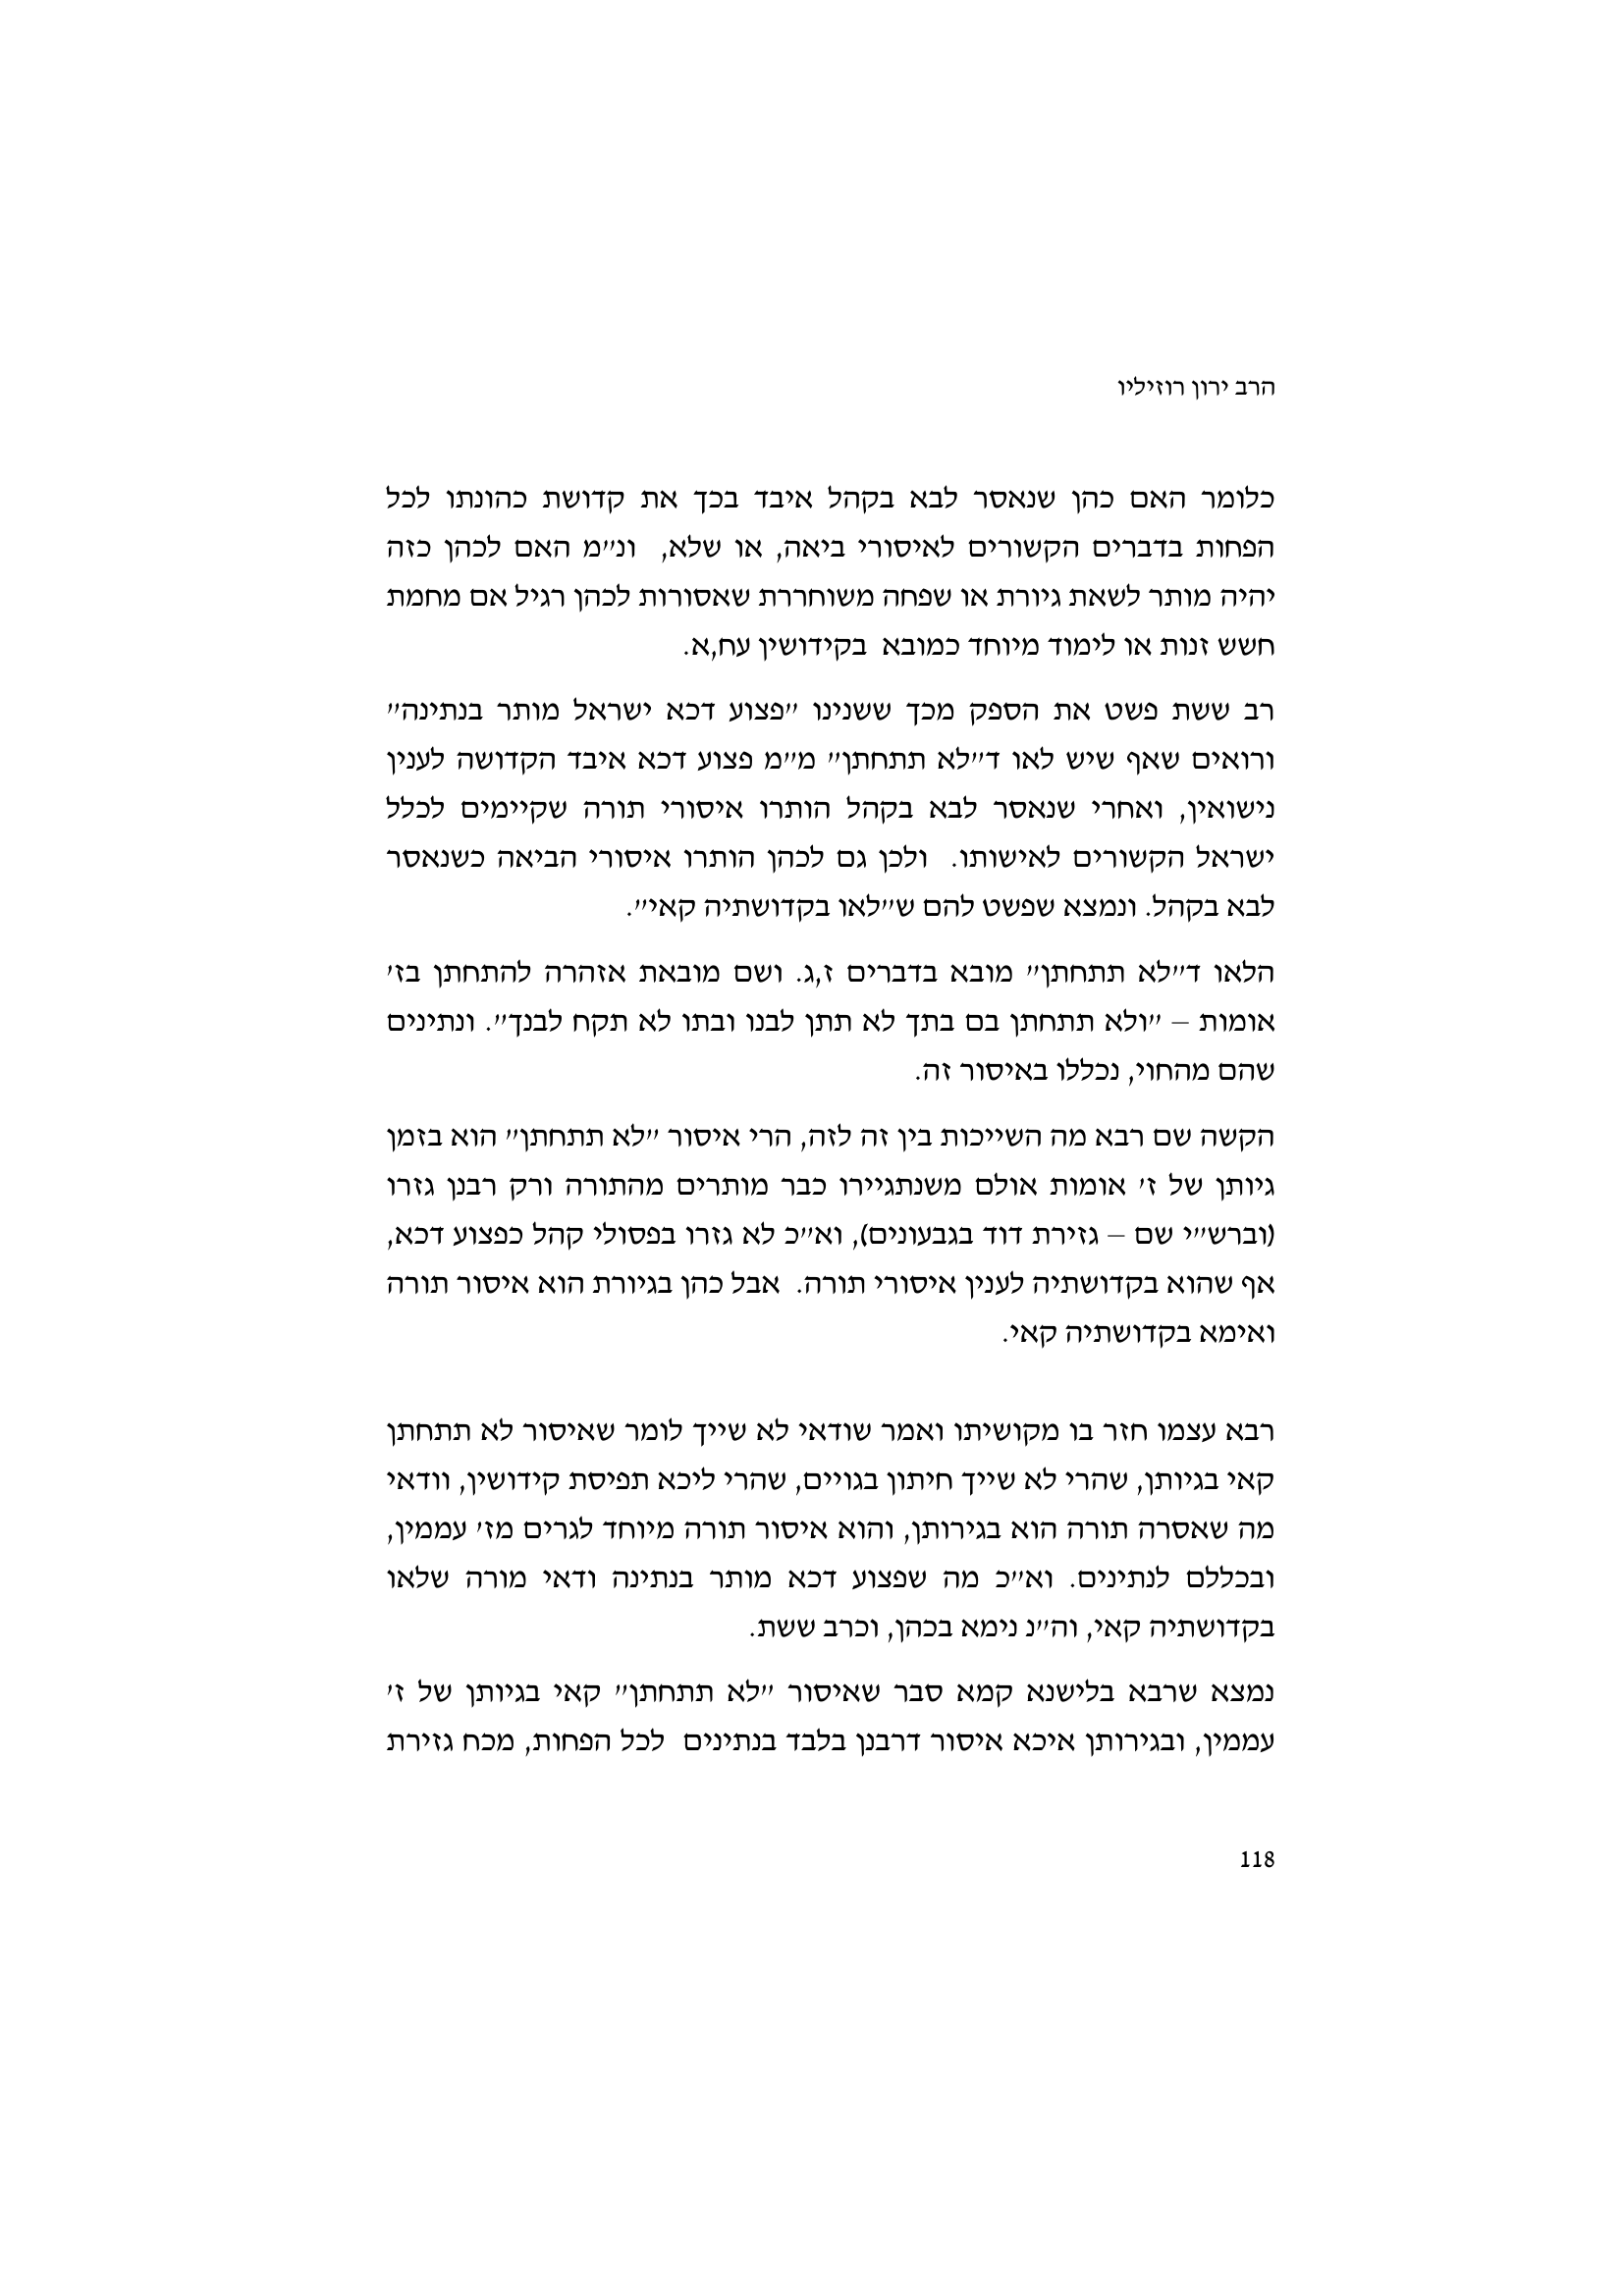 הרב ירון רוזיליו
כלומר האם כהן שנאסר לבא בקהל איבד בכך את קדושת כהונתו לכל
הפחות בדברים הקשורים לאיסורי ביאה, או שלא, ונ"מ האם לכהן כזה
יהיה מותר לשאת גיורת או שפחה משוחררת שאסורות לכהן רגיל אם מחמת
חשש זנות או לימוד מיוחד כמובא בקידושין עח,א.
רב ששת פשט את הספק מכך ששנינו "פצוע דכא ישראל מותר בנתינה"
ורואים שאף שיש לאו ד"לא תתחתן" מ"מ פצוע דכא איבד הקדושה לענין
נישואין, ואחרי שנאסר לבא בקהל הותרו איסורי תורה שקיימים לכלל
ישראל הקשורים לאישותו. ולכן גם לכהן הותרו איסורי הביאה כשנאסר
לבא בקהל. ונמצא שפשט להם ש"לאו בקדושתיה קאי".
הלאו ד"לא תתחתן" מובא בדברים ז,ג. ושם מובאת אזהרה להתחתן בז'
אומות – "ולא תתחתן בם בתך לא תתן לבנו ובתו לא תקח לבנך". ונתינים
שהם מהחוי, נכללו באיסור זה.
הקשה שם רבא מה השייכות בין זה לזה, הרי איסור "לא תתחתן" הוא בזמן
גיותן של ז' אומות אולם משנתגיירו כבר מותרים מהתורה ורק רבנן גזרו
(וברש"י שם – גזירת דוד בגבעונים), וא"כ לא גזרו בפסולי קהל כפצוע דכא,
אף שהוא בקדושתיה לענין איסורי תורה. אבל כהן בגיורת הוא איסור תורה
ואימא בקדושתיה קאי.
רבא עצמו חזר בו מקושיתו ואמר שודאי לא שייך לומר שאיסור לא תתחתן
קאי בגיותן, שהרי לא שייך חיתון בגויים, שהרי ליכא תפיסת קידושין, וודאי
מה שאסרה תורה הוא בגירותן, והוא איסור תורה מיוחד לגרים מז' עממין,
ובכללם לנתינים. וא"כ מה שפצוע דכא מותר בנתינה ודאי מורה שלאו
בקדושתיה קאי, וה"נ נימא בכהן, וכרב ששת.
נמצא שרבא בלישנא קמא סבר שאיסור "לא תתחתן" קאי בגיותן של ז'
עממין, ובגירותן איכא איסור דרבנן בלבד בנתינים לכל הפחות, מכח גזירת
118